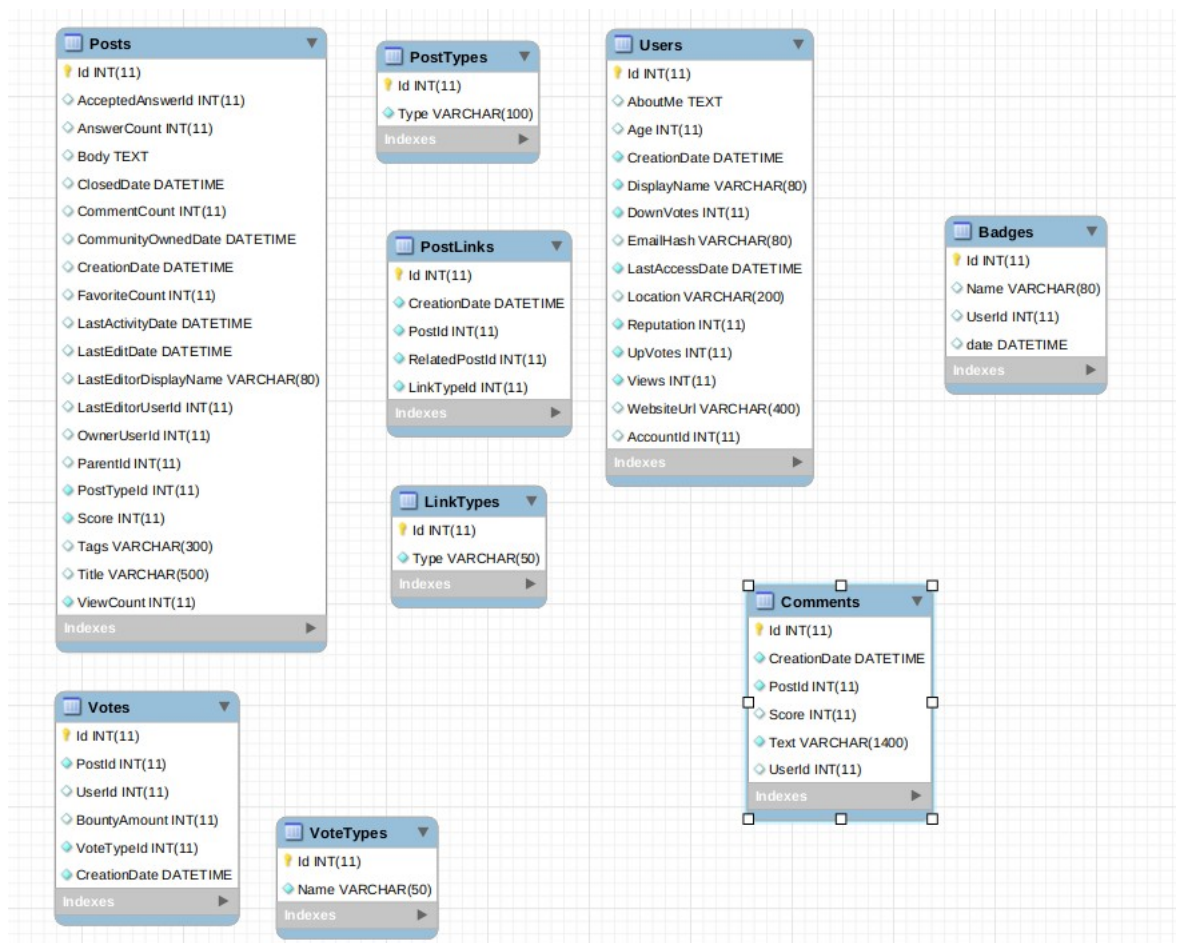 Posts
Id INT(11)
AcceptedAnswerId INT(11)
AnswerCount INT(11)
Body TEXT
ClosedDate DATETIME
CommentCount INT(11)
CommunityOwnedDate DATETIME
CreationDate DATETIME
FavoriteCount INT(11)
LastActivityDate DATETIME
LastEditDate DATETIME
LastEditorDisplayName VARCHAR(80)
LastEditorUserId INT(11)
OwnerUserId INT(11)
ParentId INT(11)
PostTypeId INT(11)
Score INT(11)
Tags VARCHAR(300)
Title VARCHAR(500)
ViewCount INT(11)
Indexes
PostTypes
Id INT(11)
Type VARCHAR(100)
Indexes
PostLinks
Id INT(11)
CreationDate DATETIME
PostId INT(11)
RelatedPostId INT(11)
LinkTypeId INT(11)
Indexes
LinkTypes
Id INT(11)
Type VARCHAR(50)
Indexes
Users
Id INT(11)
AboutMe TEXT
Age INT(11)
CreationDate DATETIME
DisplayName VARCHAR(80)
DownVotes INT(11)
EmailHash VARCHAR(80)
LastAccessDate DATETIME
Location VARCHAR(200)
Reputation INT(11)
UpVotes INT(11)
Views INT(11)
WebsiteUrl VARCHAR(400)
AccountId INT(11)
Indexes
Badges
Id INT(11)
Name VARCHAR(80)
UserId INT(11)
date DATETIME
Indexes
Comments
Id INT(11)
CreationDate DATETIME
PostId INT(11)
Score INT(11)
Text VARCHAR(1400)
UserId INT(11)
Indexes
Votes
Id INT(11)
PostId INT(11)
UserId INT(11)
BountyAmount INT(11)
VoteTypeId INT(11)
CreationDate DATETIME
Indexes
VoteTypes
Id INT(11)
Name VARCHAR(50)
Indexes